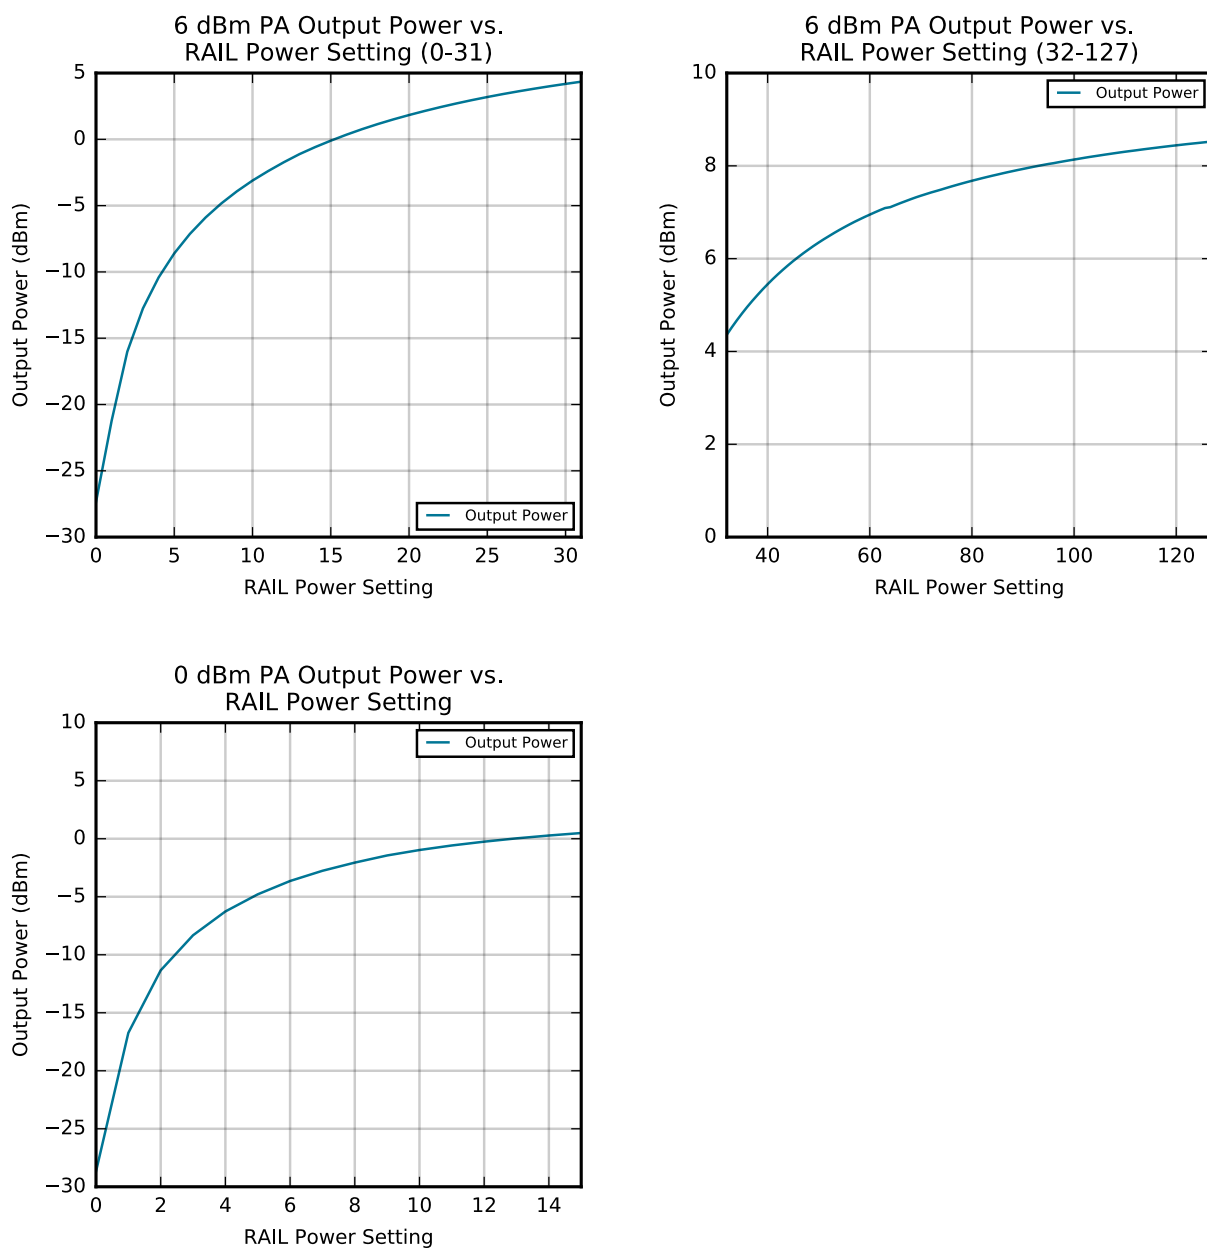 6 dBm PA Output Power vs.
RAIL Power Setting (0-31)
5
0
−5
−10
−15
−20
−25
−30
Output Power (dBm)
Output Power
0 5 10 15 20 25 30
RAIL Power Setting
6 dBm PA Output Power vs.
RAIL Power Setting (32-127)
10
8
6
4
2
0
Output Power (dBm)
Output Power
40 60 80 100 120
RAIL Power Setting
0 dBm PA Output Power vs.
RAIL Power Setting
10
5
0
−5
−10
−15
−20
−25
−30
Output Power (dBm)
Output Power
0 2 4 6 8 10 12 14
RAIL Power Setting